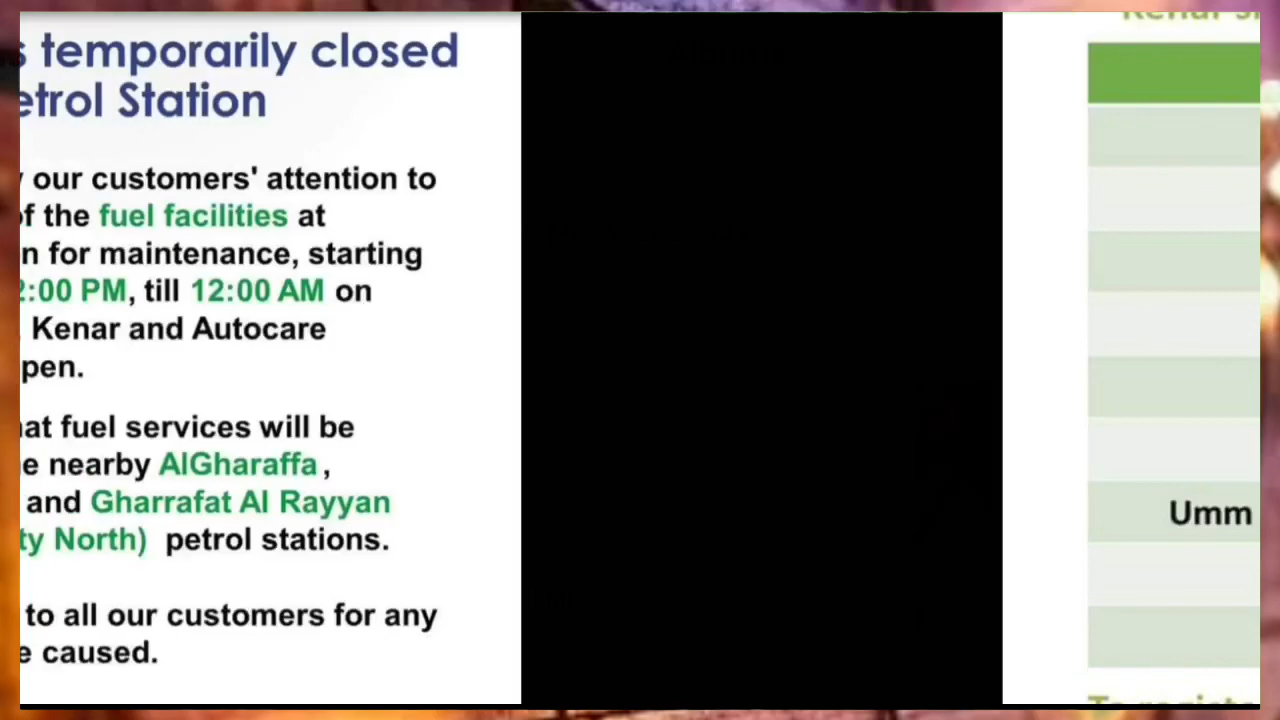 temporarily closed
etrol Station
our customers' attention to
of the fuel facilities at
n for maintenance, starting
2:00 PM, till 12:00 AM on
Kenar and Autocare
pen.
at fuel services will be
e nearby AlGharaffa ,
and Gharrafat Al Rayyan
ty North) petrol stations.
to all our customers for any
e caused.
Umm